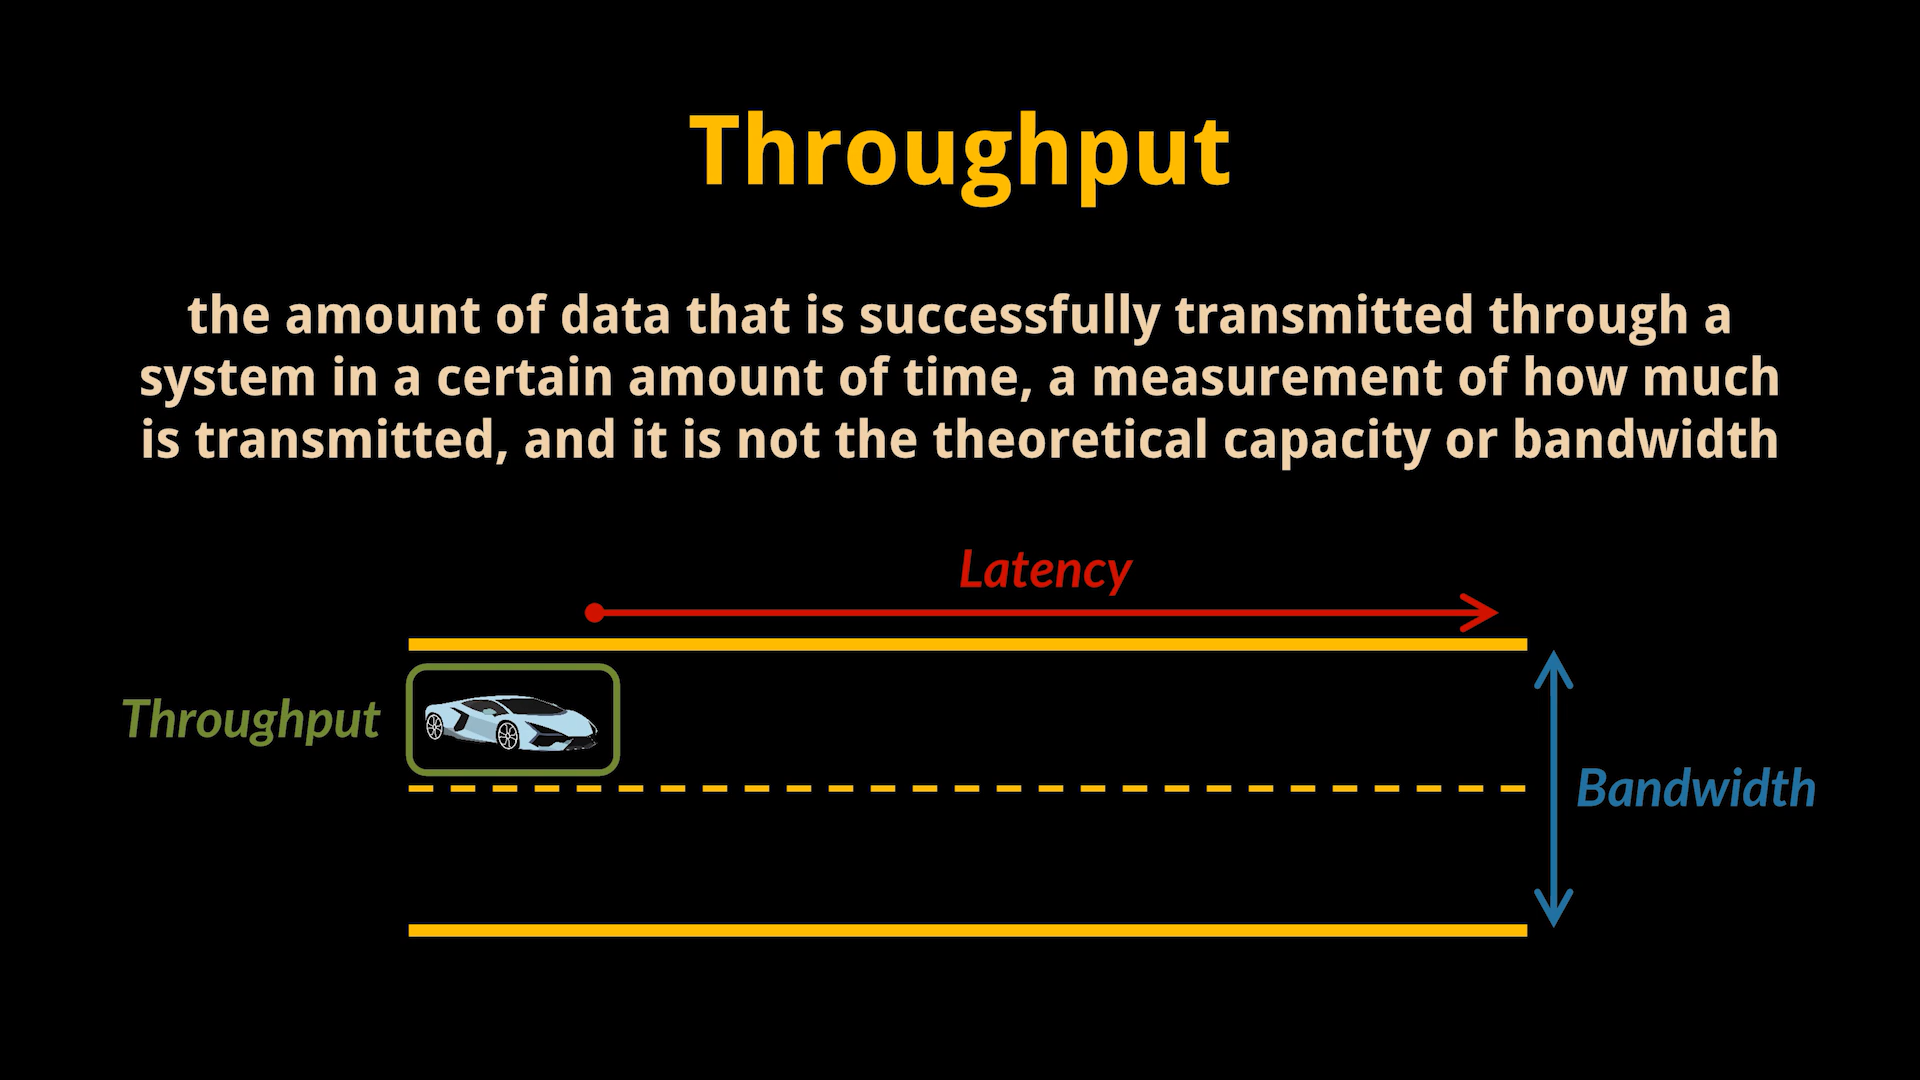 Throughput
the amount of data that is successfully transmitted through a
system in a certain amount of time, a measurement of how much
is transmitted, and it is not the theoretical capacity or bandwidth
Latency
Throughput
Bandwidth